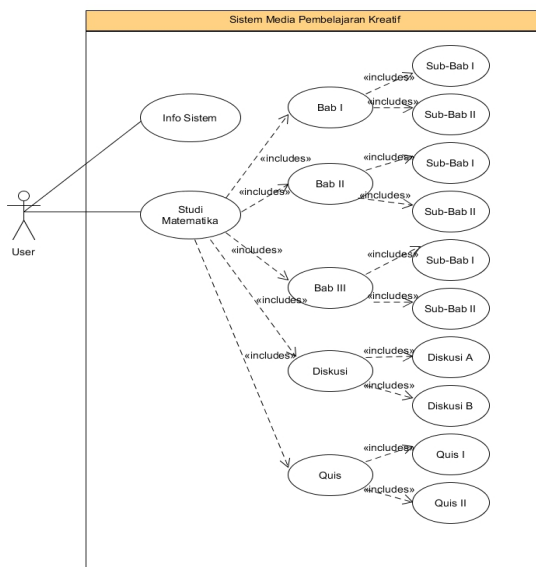 Sistem Media Pembelajaran Kreatif
Sub-Bab I
«includes»
Bab I
«includes»
Sub-Bab II
Info Sistem
«includes»
Sub-Bab I
«includes»
Bab II
«includes»
«includes»
Sub-Bab II
Studi
Matematika
User
«includes»
Sub-Bab I
«includes»
Bab III
«includes»
«includes»
Sub-Bab II
«includes»
Diskusi
«includes»
Diskusi A
«includes»
Diskusi B
«includes»
Quis I
Quis
«includes»
Quis II